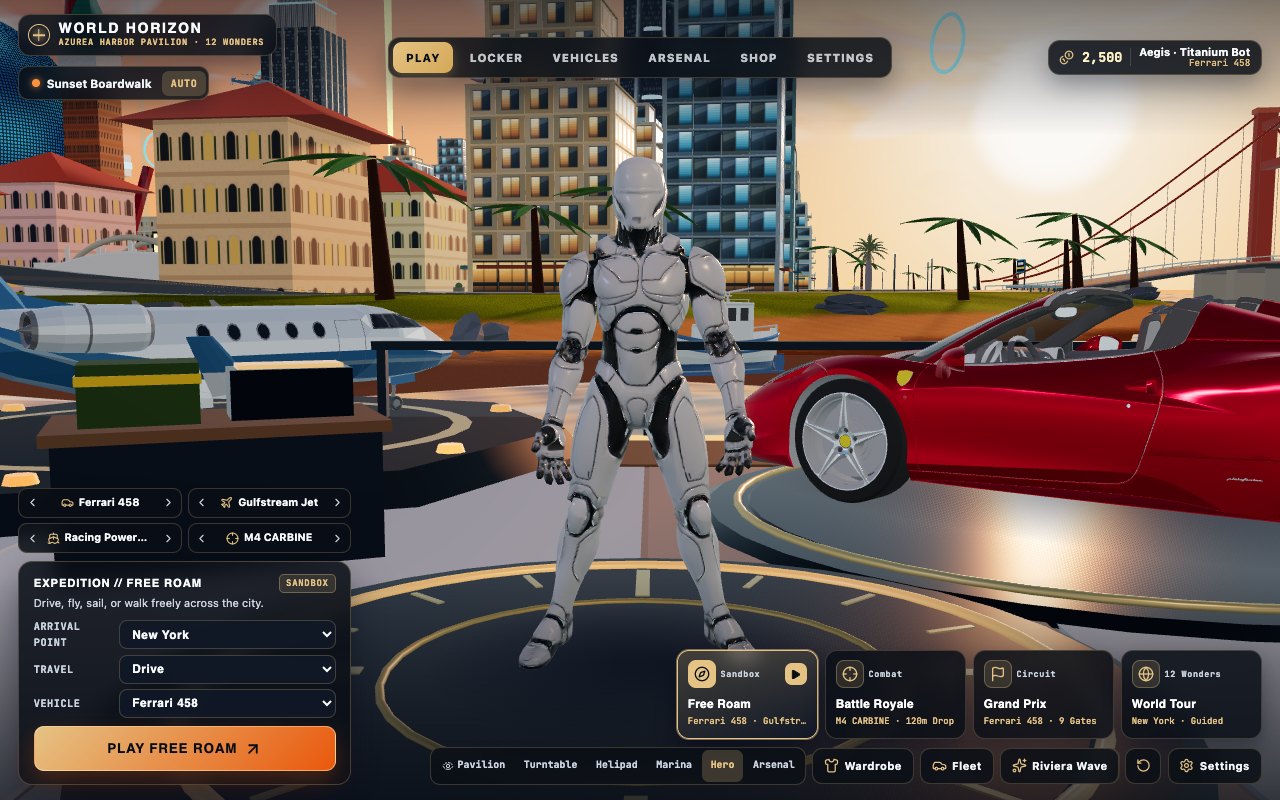 WORLD HORIZON
AZUREA HARBOR PAVILION · 12 WONDERS
Sunset Boardwalk AUTO
PLAY LOCKER VEHICLES ARSENAL SHOP SETTINGS
2,500
Aegis · Titanium Bot
Ferrari 458
Ferrari 458
Gulfstream Jet
Racing Power...
M4 CARBINE
EXPEDITION // FREE ROAM SANDBOX
Drive, fly, sail, or walk freely across the city.
ARRIVAL POINT
New York
TRAVEL
Drive
VEHICLE
Ferrari 458
PLAY FREE ROAM
Sandbox
Free Roam
Ferrari 458 · Gulfstr…
Combat
Battle Royale
M4 CARBINE · 120m Drop
Circuit
Grand Prix
Ferrari 458 · 9 Gates
12 Wonders
World Tour
New York · Guided
Pavilion Turntable Helipad Marina Hero Arsenal
Wardrobe
Fleet
Riviera Wave
Settings